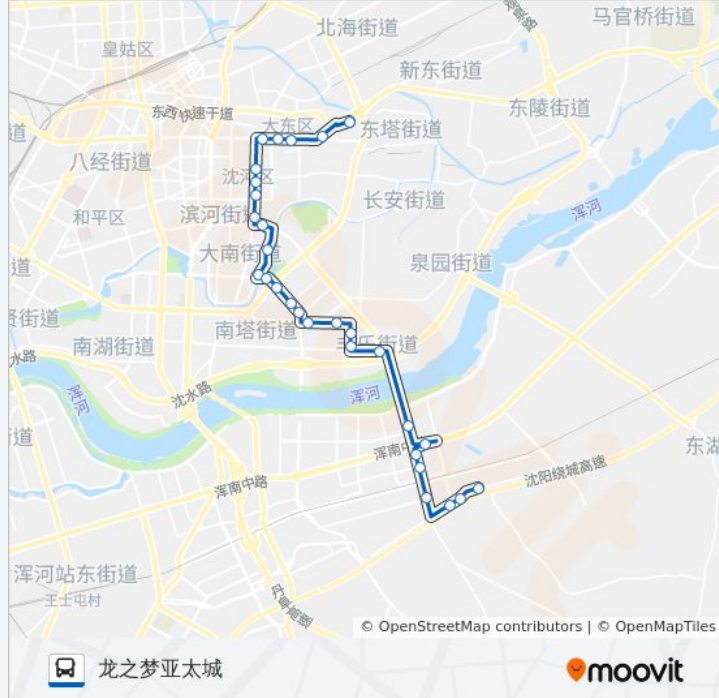 北海街道
马官桥街道
皇姑区
新东街道
东西快速干道
东陵街道
大东区
东塔街道
道
八经街道
沈河区
长安街道
和平区
滨河街道
浑河
大南街道
泉园街道
道
贤街道
南塔街道
南湖街道
水路
浑河
沈水路
浑河
道
浑南中路
东湖
沈阳绕城高速
浑南中路
浑河站东街道
王士屯村
© OpenStreetMap contributors | © OpenMapTiles
龙之梦亚太城
moovit